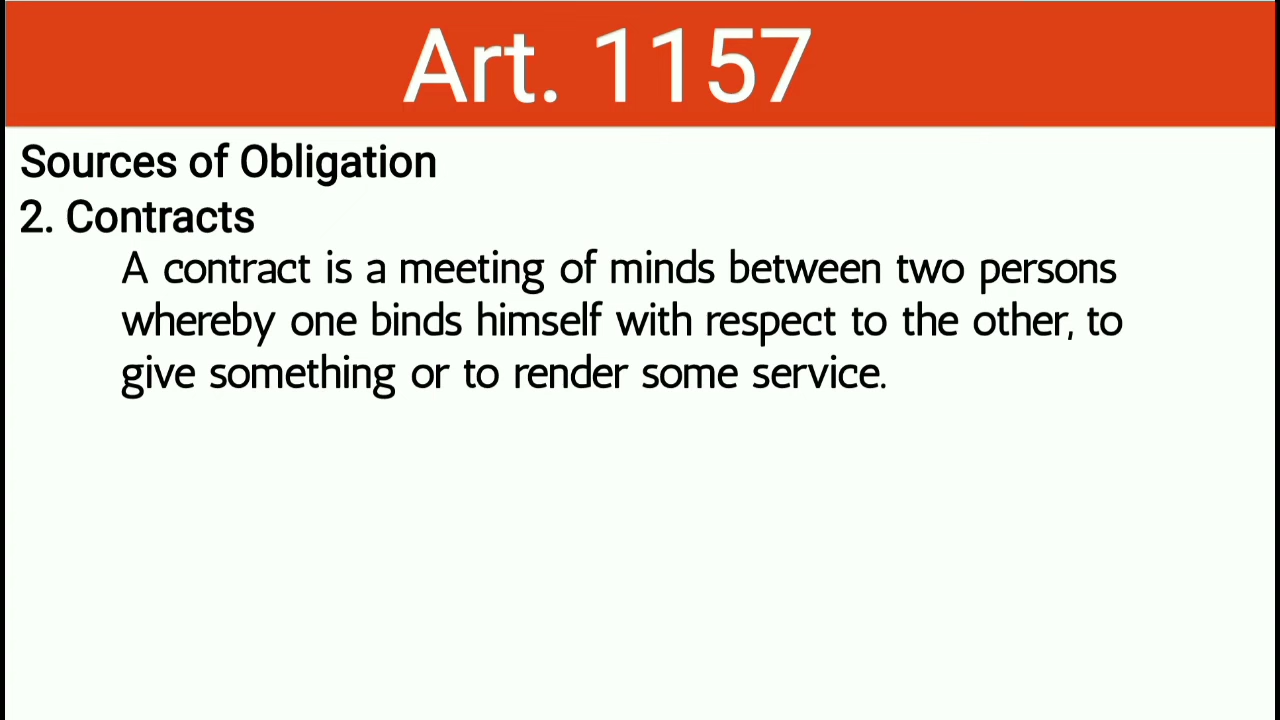 Art. 1157
Sources of Obligation
2. Contracts
A contract is a meeting of minds between two persons
whereby one binds himself with respect to the other, to
give something or to render some service.